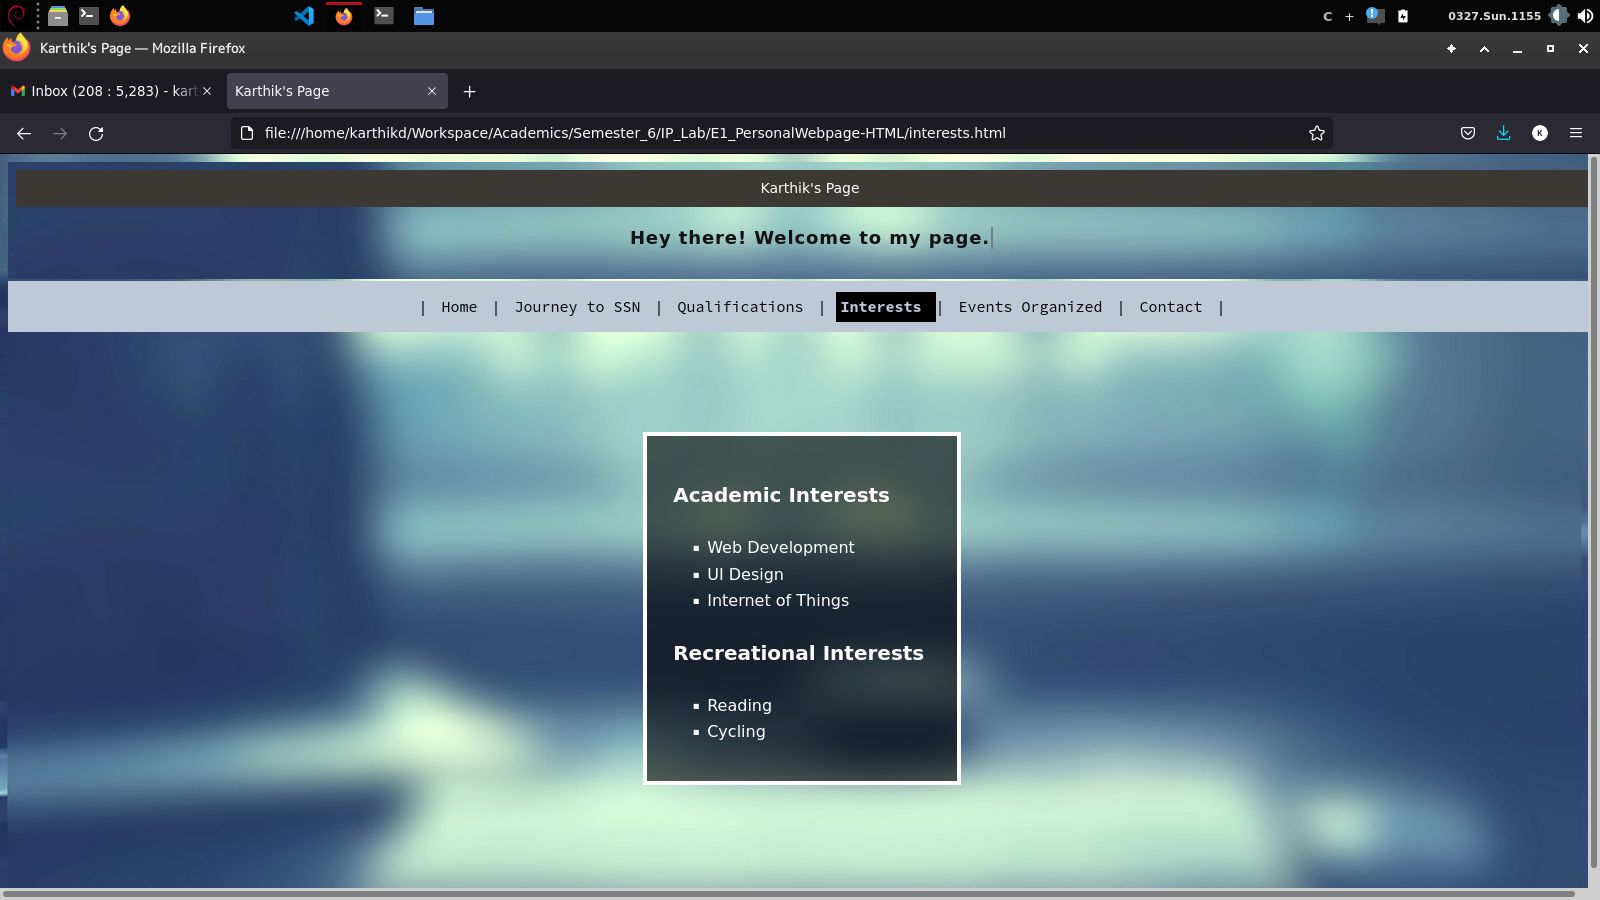 C + 0327.Sun.1155
Karthik's Page — Mozilla Firefox
Inbox (208 : 5,283) - kart
Karthik's Page
file:///home/karthikd/Workspace/Academics/Semester_6/IP_Lab/E1_PersonalWebpage-HTML/interests.html
K
Karthik's Page
Hey there! Welcome to my page.
| Home | Journey to SSN | Qualifications | Interests | Events Organized | Contact |
Academic Interests
▪ Web Development
▪ UI Design
▪ Internet of Things
Recreational Interests
▪ Reading
▪ Cycling